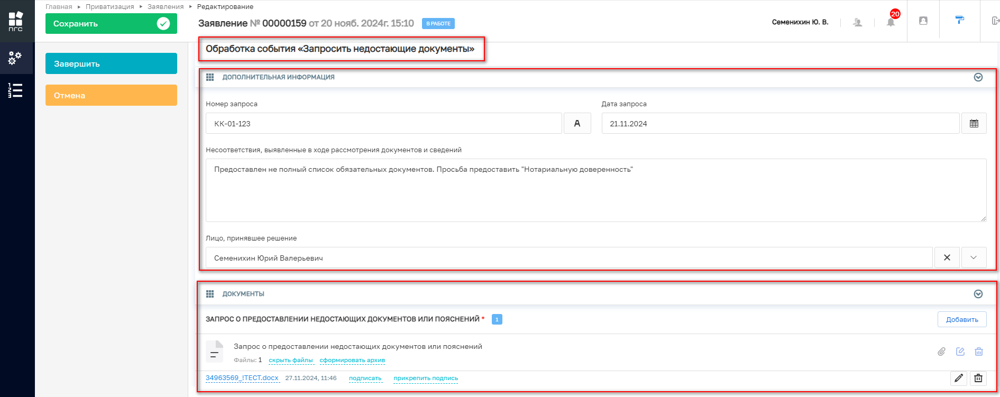 Главная ▸ Приватизация ▸ Заявления ▸ Редактирование
пгс
Сохранить
Заявление № 00000159 от 20 нояб. 2024г. 15:10 В РАБОТЕ
Семенихин Ю. В.
20
Завершить
Отмена
Обработка события «Запросить недостающие документы»
ДОПОЛНИТЕЛЬНАЯ ИНФОРМАЦИЯ
Номер запроса
КК-01-123
A
Дата запроса
21.11.2024
Несоответствия, выявленные в ходе рассмотрения документов и сведений
Предоставлен не полный список обязательных документов. Просьба предоставить "Нотариальную доверенность"
Лицо, принявшее решение
Семенихин Юрий Валерьевич
ДОКУМЕНТЫ
ЗАПРОС О ПРЕДОСТАВЛЕНИИ НЕДОСТАЮЩИХ ДОКУМЕНТОВ ИЛИ ПОЯСНЕНИЙ * 1
Добавить
Запрос о предоставлении недостающих документов или пояснений
Файлы: 1 скрыть файлы сформировать архив
34963569_!ТЕСТ.docx 27.11.2024, 11:46 подписать прикрепить подпись